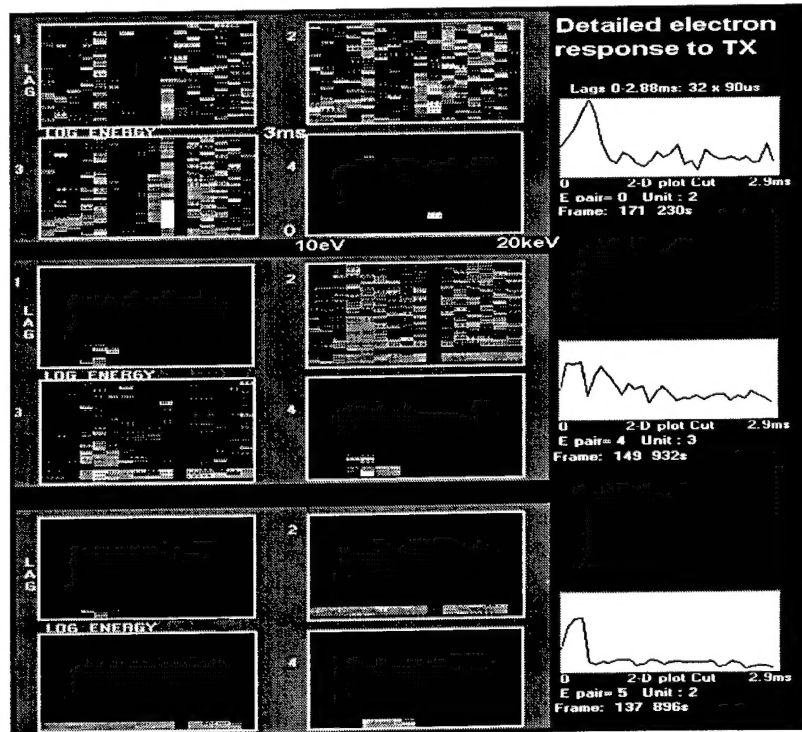 Detailed electron
response to TX
1
2
LAG
LOG ENERGY
3ms
3
4
0
10eV
20keV
Lags 0-2.88ms: 32 x 90us
0 2-D plot Cut 2.9ms
E pair= 0 Unit : 2
Frame: 171 230s
1
2
LAG
LOG ENERGY
3
4
0 2-D plot Cut 2.9ms
E pair= 4 Unit : 3
Frame: 149 932s
2
LAG
LOG ENERGY
4
0 2-D plot Cut 2.9ms
E pair= 5 Unit : 2
Frame: 137 896s